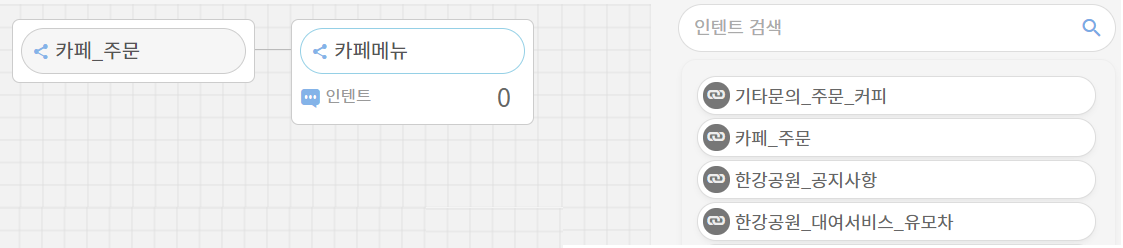 카페_주문
카페메뉴
인텐트 0
인텐트 검색
기타문의_주문_커피
카페_주문
한강공원_공지사항
한강공원_대여서비스_유모차